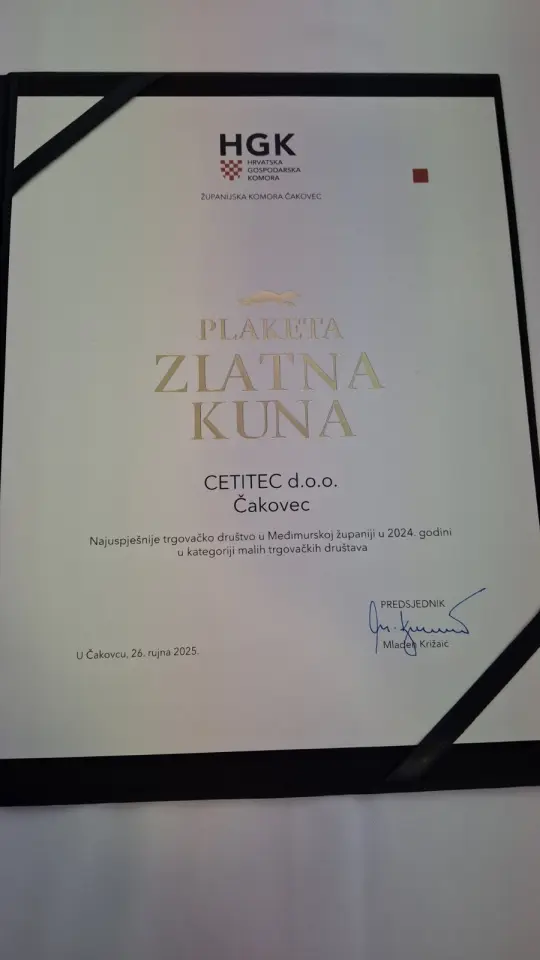 HGK
HRVATSKA
GOSPODARSKA
KOMORA
ŽUPANIJSKA KOMORA ČAKOVEC
PLAKETA
ZLATNA
KUNA
CETITEC d.o.o.
Čakovec
Najuspješnije trgovačko društvo u Međimurskoj županiji u 2024. godini
u kategoriji malih trgovačkih društava
PREDSJEDNIK
Mladen Križaić
U Čakovcu, 26. rujna 2025.